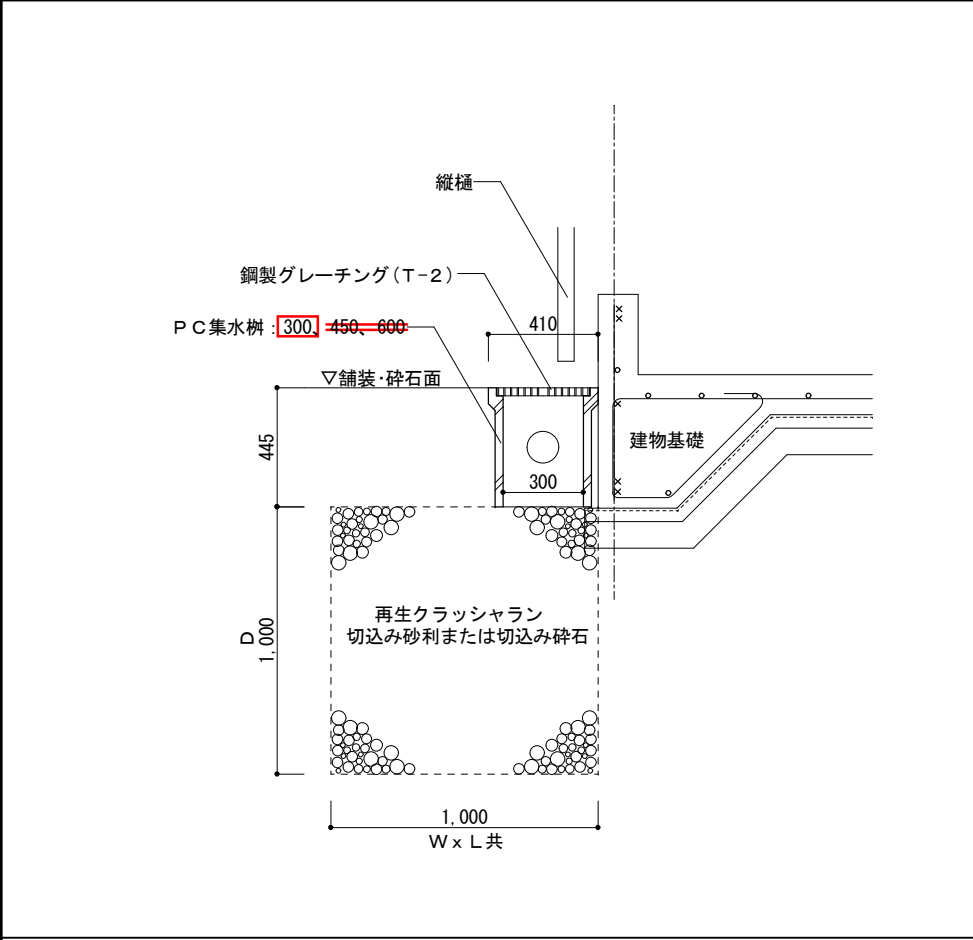 縦樋
鋼製グレーチング(T-2)
PC集水桝:300、450、600
410
▽舗装・砕石面
445
建物基礎
300
再生クラッシャラン
切込み砂利または切込み砕石
D
1,000
1,000
WxL共